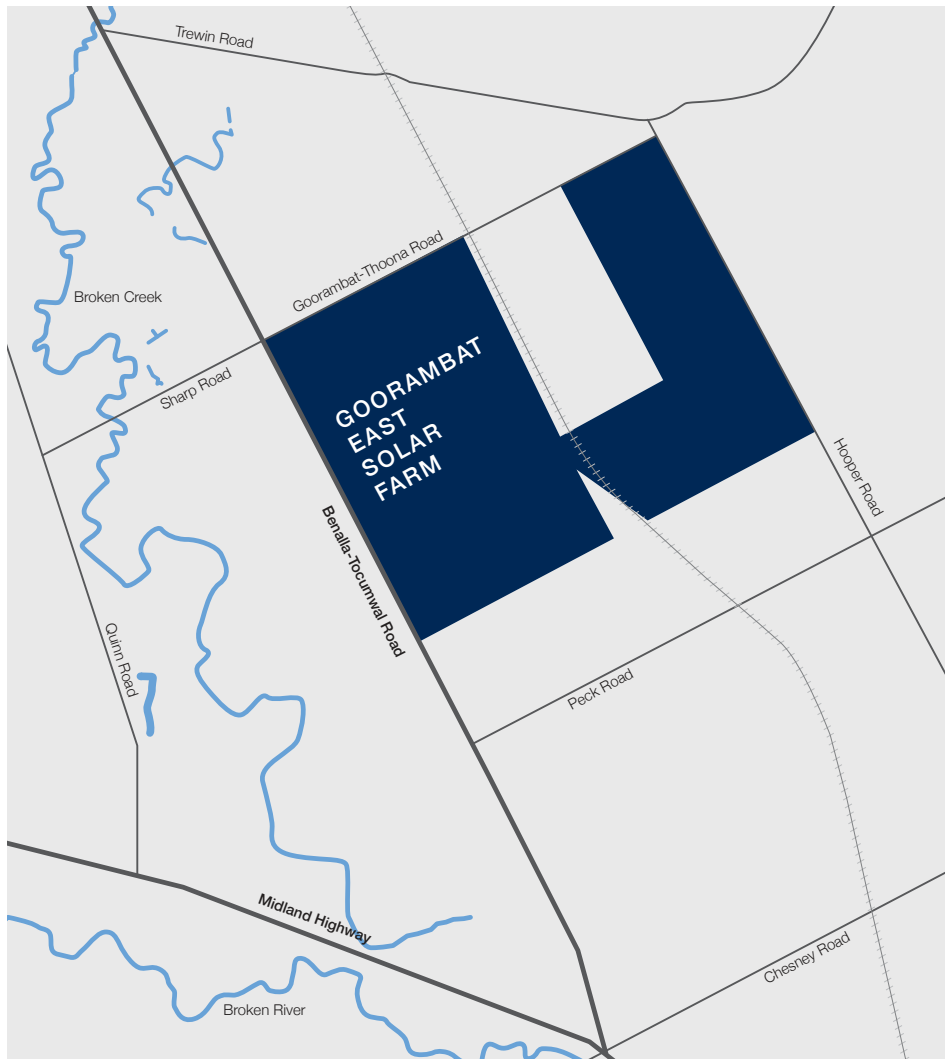 Trewin Road
Goorambat-Thoona Road
Broken Creek
Sharp Road
GOORAMBAT
EAST
SOLAR
FARM
Hooper Road
Benalla-Tocumwal Road
Quinn Road
Peck Road
Midland Highway
Chesney Road
Broken River